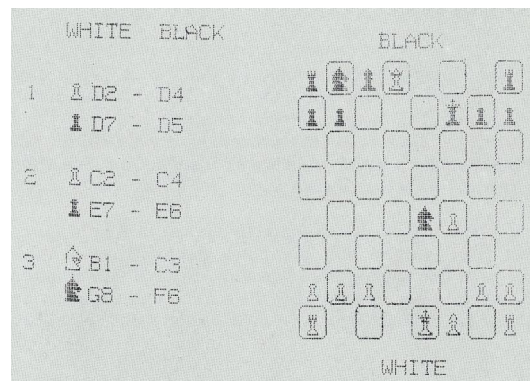 WHITE BLACK
1 D2 - D4
D7 - D5
2 C2 - C4
E7 - E6
3 B1 - C3
G8 - F6
BLACK
WHITE